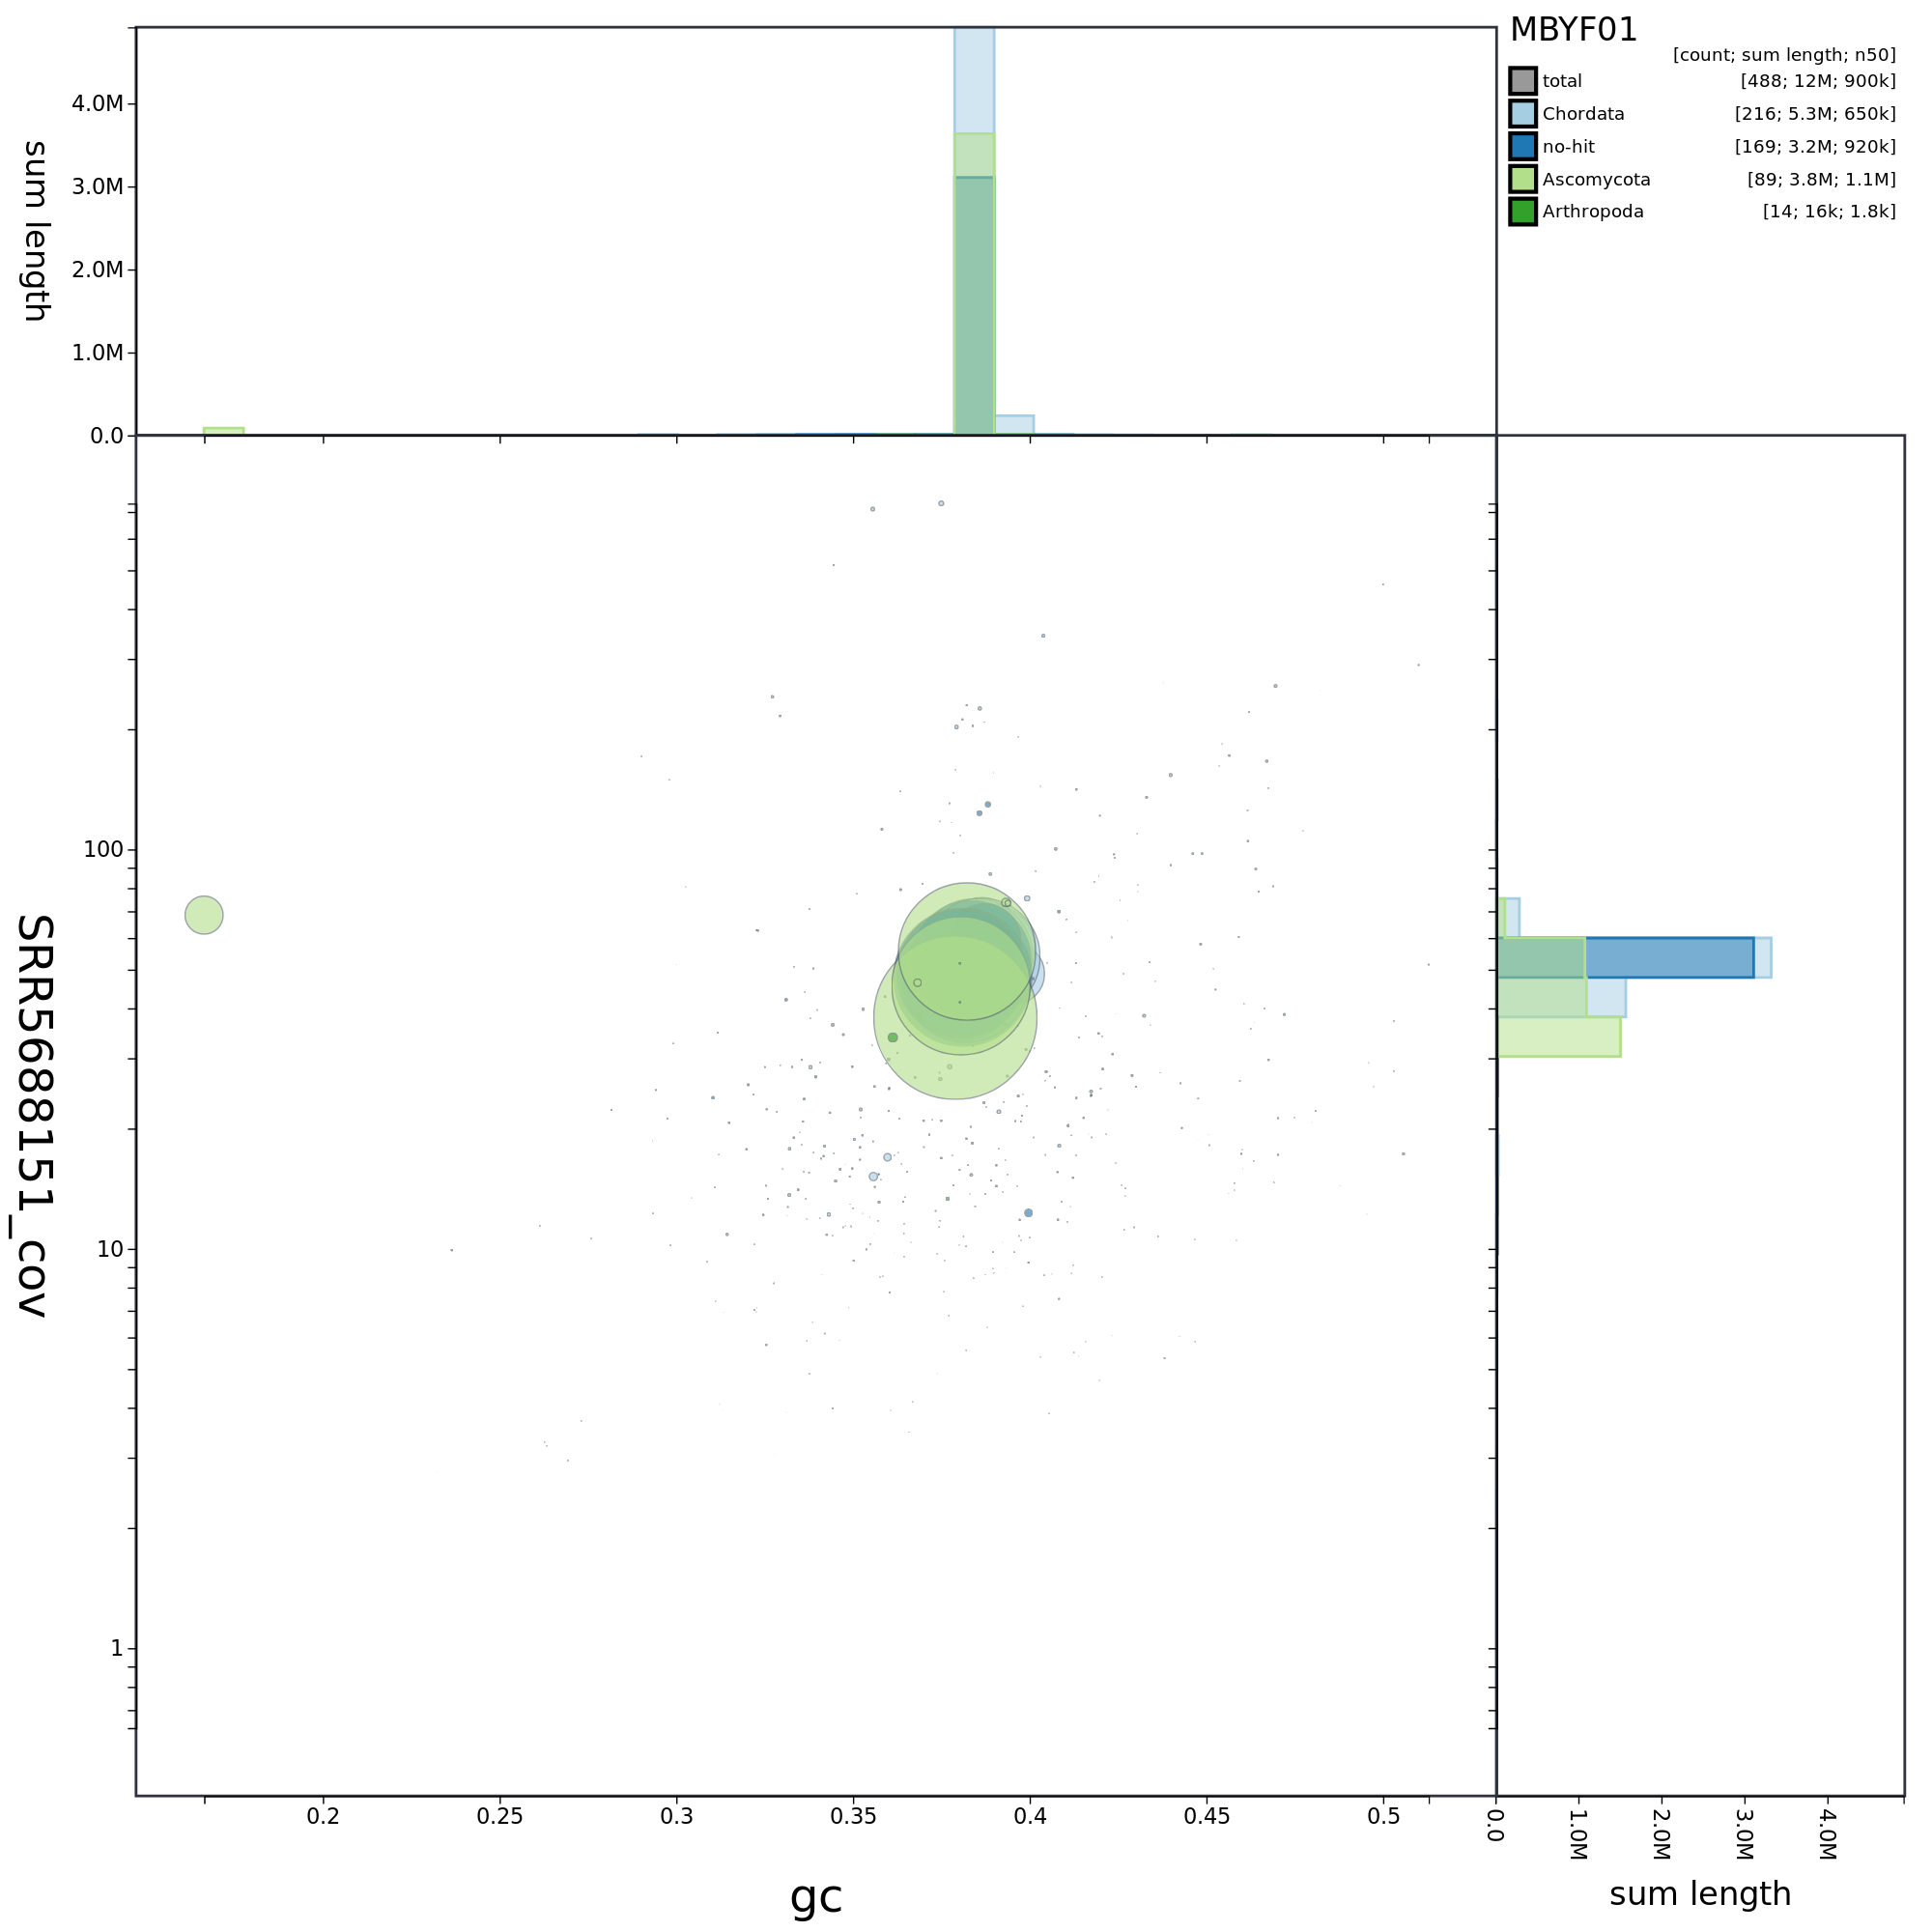 MBYF01
[count; sum length; n50]
total [488; 12M; 900k]
Chordata [216; 5.3M; 650k]
no-hit [169; 3.2M; 920k]
Ascomycota [89; 3.8M; 1.1M]
Arthropoda [14; 16k; 1.8k]
sum length
4.0M
3.0M
2.0M
1.0M
0.0
SRR5688151_cov
100
10
1
0.2 0.25 0.3 0.35 0.4 0.45 0.5
gc
0.0 1.0M 2.0M 3.0M 4.0M
sum length